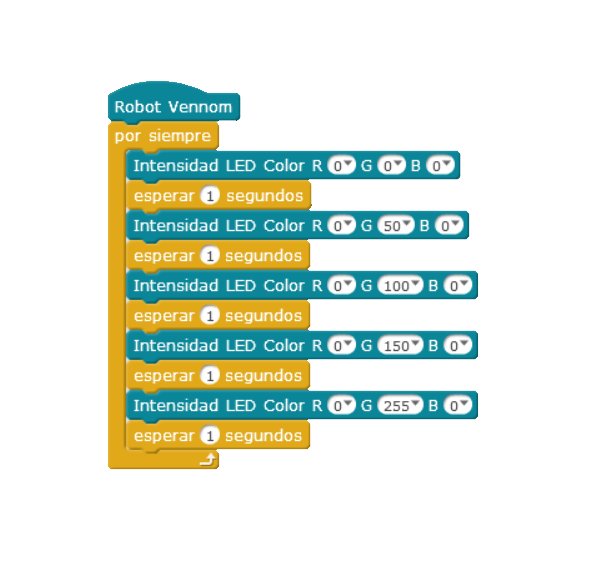 Robot Vennom
por siempre
Intensidad LED Color R 0 G 0 B 0
esperar 1 segundos
Intensidad LED Color R 0 G 50 B 0
esperar 1 segundos
Intensidad LED Color R 0 G 100 B 0
esperar 1 segundos
Intensidad LED Color R 0 G 150 B 0
esperar 1 segundos
Intensidad LED Color R 0 G 255 B 0
esperar 1 segundos